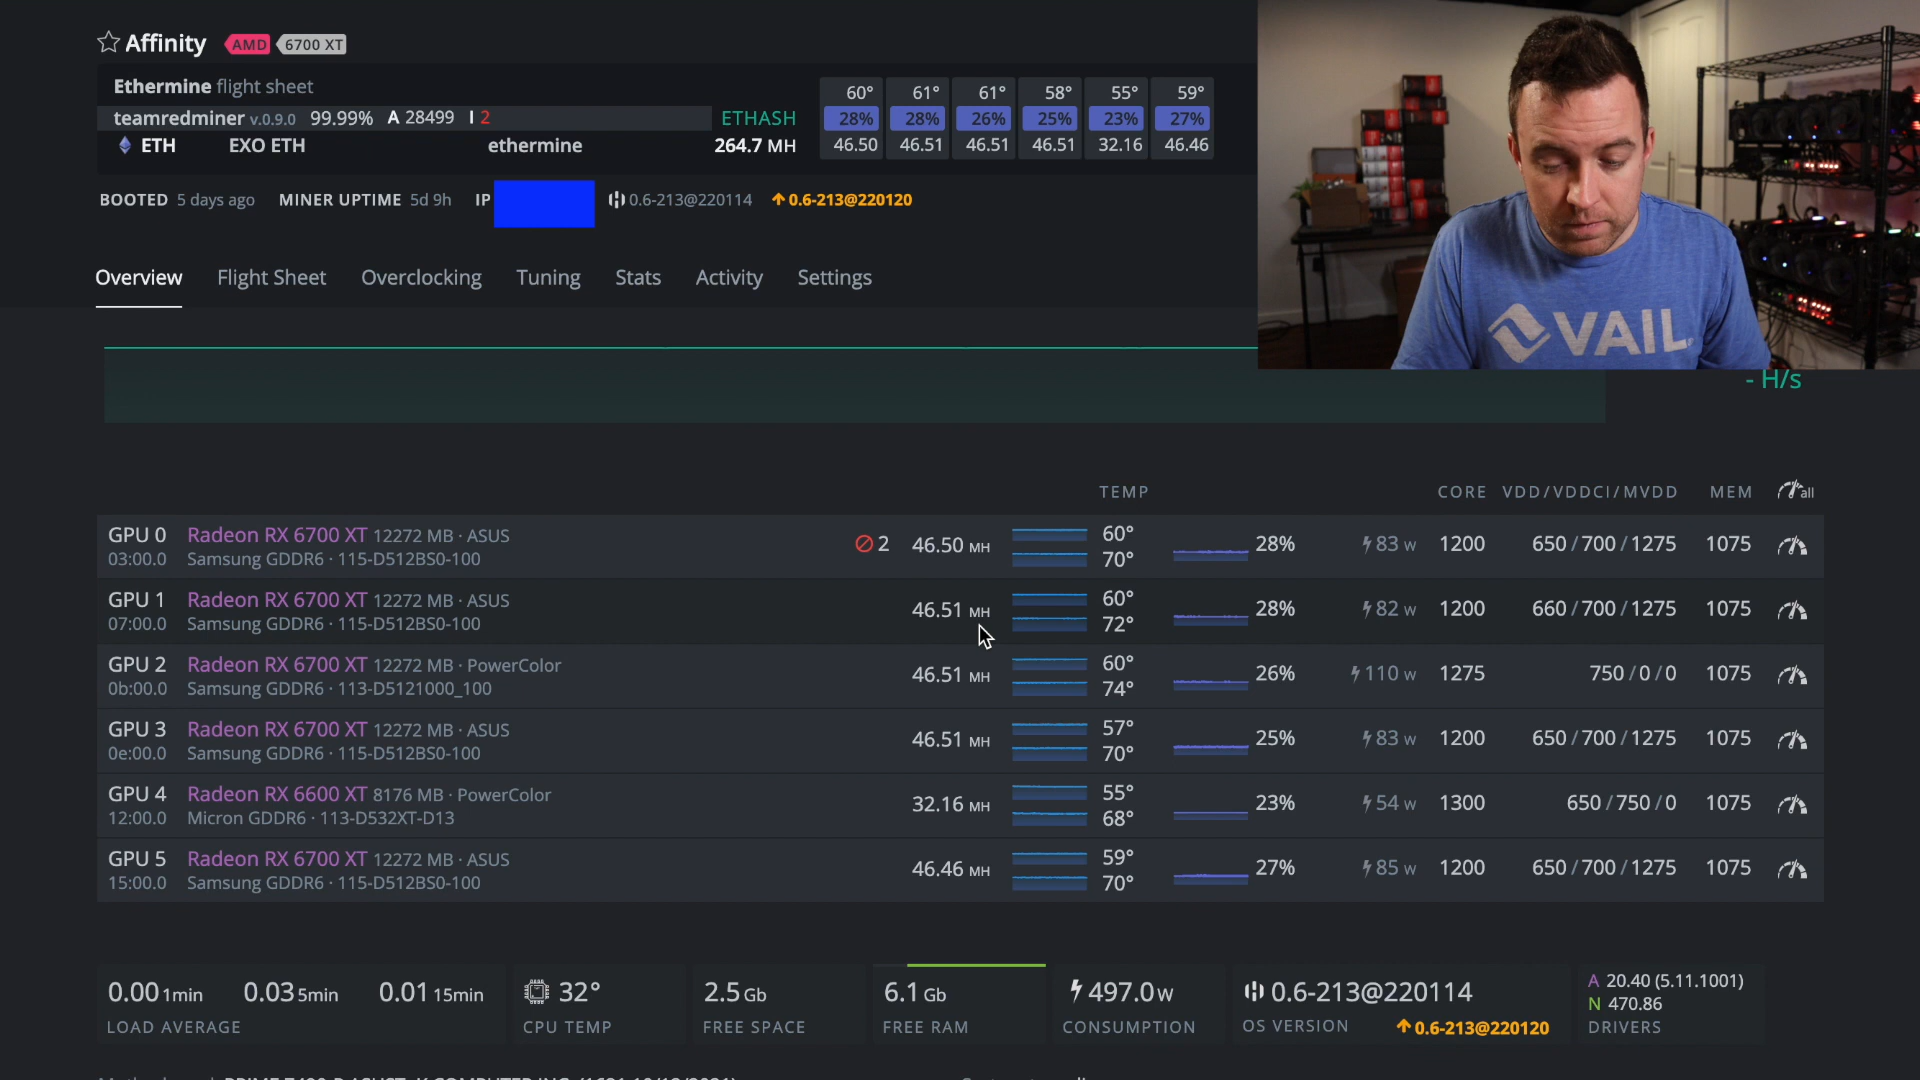 Affinity AMD 6700 XT
Ethermine flight sheet
teamredminer v.0.9.0 99.99% A 28499 I 2 ETHASH
ETH EXO ETH ethermine 264.7 MH
60° 61° 61° 58° 55° 59°
28% 28% 26% 25% 23% 27%
46.50 46.51 46.51 46.51 32.16 46.46
BOOTED 5 days ago MINER UPTIME 5d 9h IP 0.6-213@220114 0.6-213@220120
VAIL
Overview Flight Sheet Overclocking Tuning Stats Activity Settings
- H/s
TEMP CORE VDD/VDDCI/MVDD MEM all
GPU 0 Radeon RX 6700 XT 12272 MB · ASUS 2 46.50 MH 60° 28% 83 W 1200 650/700/1275 1075
03:00.0 Samsung GDDR6 · 115-D512BS0-100 70°
GPU 1 Radeon RX 6700 XT 12272 MB · ASUS 46.51 MH 60° 28% 82 W 1200 660/700/1275 1075
07:00.0 Samsung GDDR6 · 115-D512BS0-100 72°
GPU 2 Radeon RX 6700 XT 12272 MB · PowerColor 46.51 MH 60° 26% 110 W 1275 750/0/0 1075
0b:00.0 Samsung GDDR6 · 113-D5121000_100 74°
GPU 3 Radeon RX 6700 XT 12272 MB · ASUS 46.51 MH 57° 25% 83 W 1200 650/700/1275 1075
0e:00.0 Samsung GDDR6 · 115-D512BS0-100 70°
GPU 4 Radeon RX 6600 XT 8176 MB · PowerColor 32.16 MH 55° 23% 54 W 1300 650/750/0 1075
12:00.0 Micron GDDR6 · 113-D532XT-D13 68°
GPU 5 Radeon RX 6700 XT 12272 MB · ASUS 46.46 MH 59° 27% 85 W 1200 650/700/1275 1075
15:00.0 Samsung GDDR6 · 115-D512BS0-100 70°
0.00 1min 0.03 5min 0.01 15min
LOAD AVERAGE
32°
CPU TEMP
2.5 Gb
FREE SPACE
6.1 Gb
FREE RAM
497.0 W
CONSUMPTION
0.6-213@220114
OS VERSION 0.6-213@220120
A 20.40 (5.11.1001)
N 470.86
DRIVERS